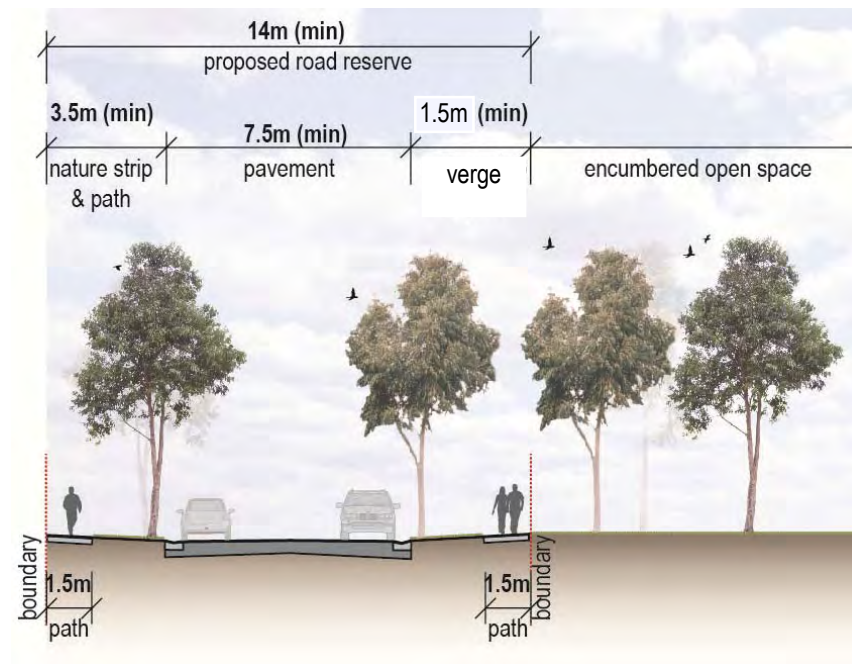 14m (min)
proposed road reserve
3.5m (min)
7.5m (min)
1.5m (min)
nature strip
& path
pavement
verge
encumbered open space
boundary
1.5m
path
1.5m
path
boundary